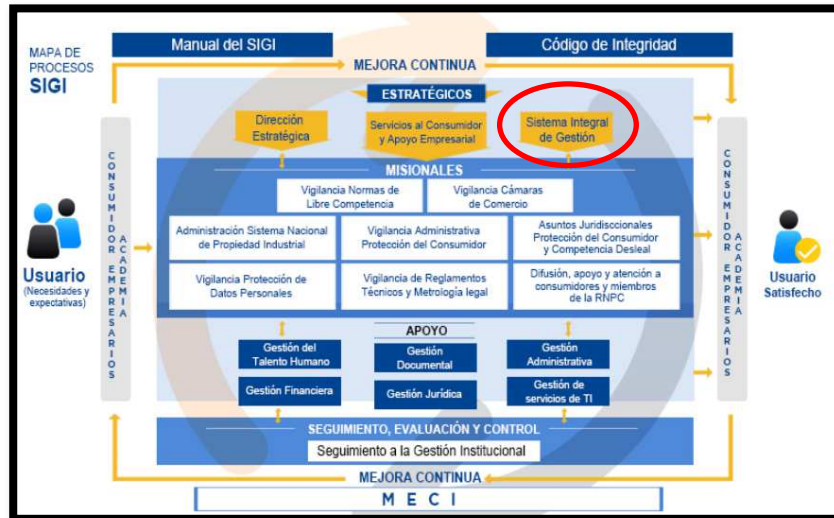 MAPA DE
PROCESOS
SIGI
Manual del SIGI
Código de Integridad
MEJORA CONTINUA
ESTRATÉGICOS
Dirección
Estratégica
Servicios al Consumidor
y Apoyo Empresarial
Sistema Integral
de Gestión
MISIONALES
Vigilancia Normas de
Libre Competencia
Vigilancia Cámaras
de Comercio
Administración Sistema Nacional
de Propiedad Industrial
Vigilancia Administrativa
Protección del Consumidor
Asuntos Jurisdiccionales
Protección del Consumidor
y Competencia Desleal
Vigilancia Protección de
Datos Personales
Vigilancia de Reglamentos
Técnicos y Metrología legal
Difusión, apoyo y atención a
consumidores y miembros
de la RNPC
Usuario
(Necesidades y
expectativas)
CONSUMIDOR EMPRESARIOS
ACADEMIA
CONSUMIDOR EMPRESARIOS
ACADEMIA
Usuario
Satisfecho
APOYO
Gestión del
Talento Humano
Gestión
Documental
Gestión
Administrativa
Gestión Financiera
Gestión Jurídica
Gestión de
servicios de TI
SEGUIMIENTO, EVALUACIÓN Y CONTROL
Seguimiento a la Gestión Institucional
MEJORA CONTINUA
MECI